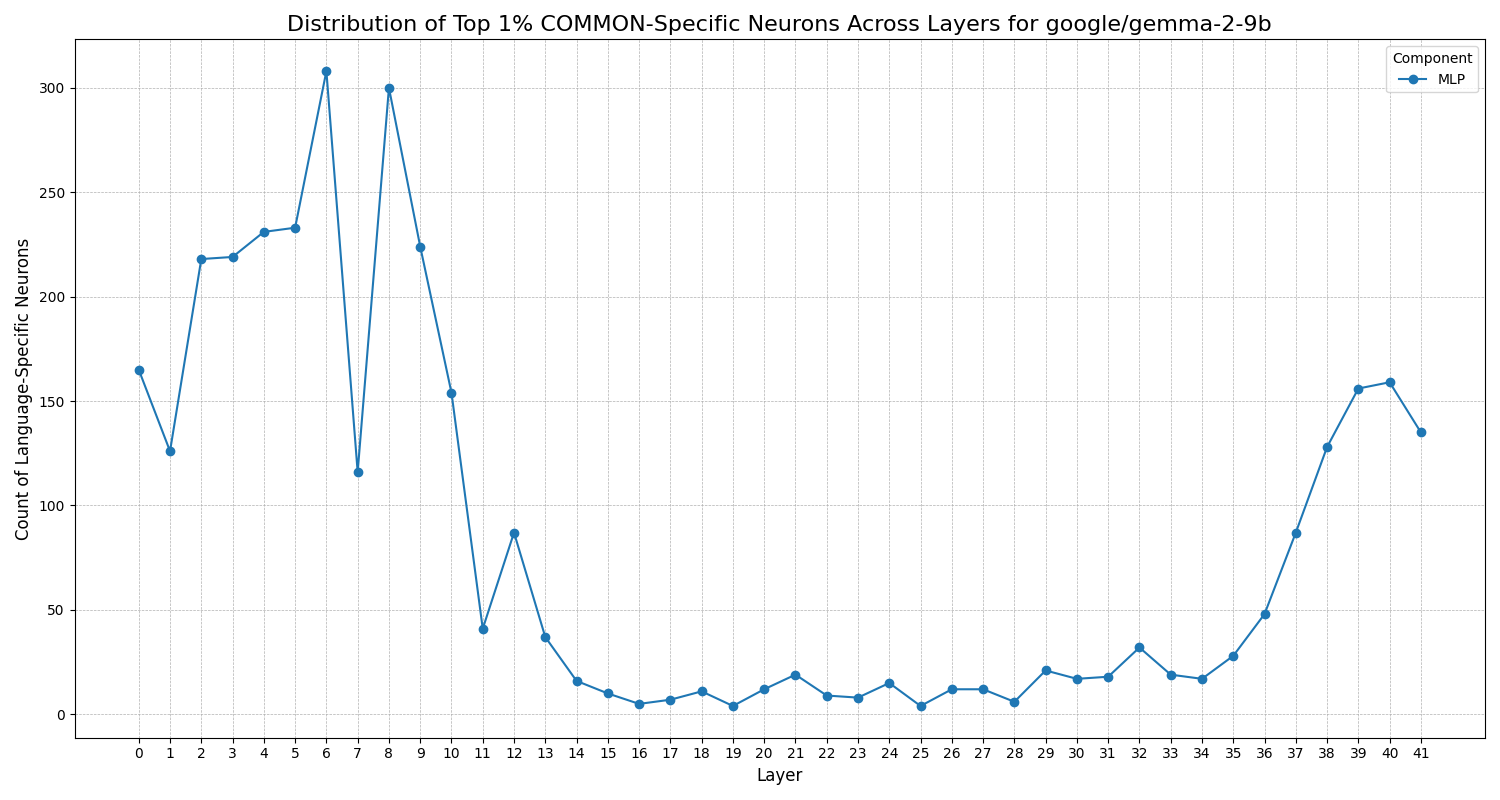 Distribution of Top 1% COMMON-Specific Neurons Across Layers for google/gemma-2-9b
Component
MLP
Count of Language-Specific Neurons
300
250
200
150
100
50
0
0 1 2 3 4 5 6 7 8 9 10 11 12 13 14 15 16 17 18 19 20 21 22 23 24 25 26 27 28 29 30 31 32 33 34 35 36 37 38 39 40 41
Layer